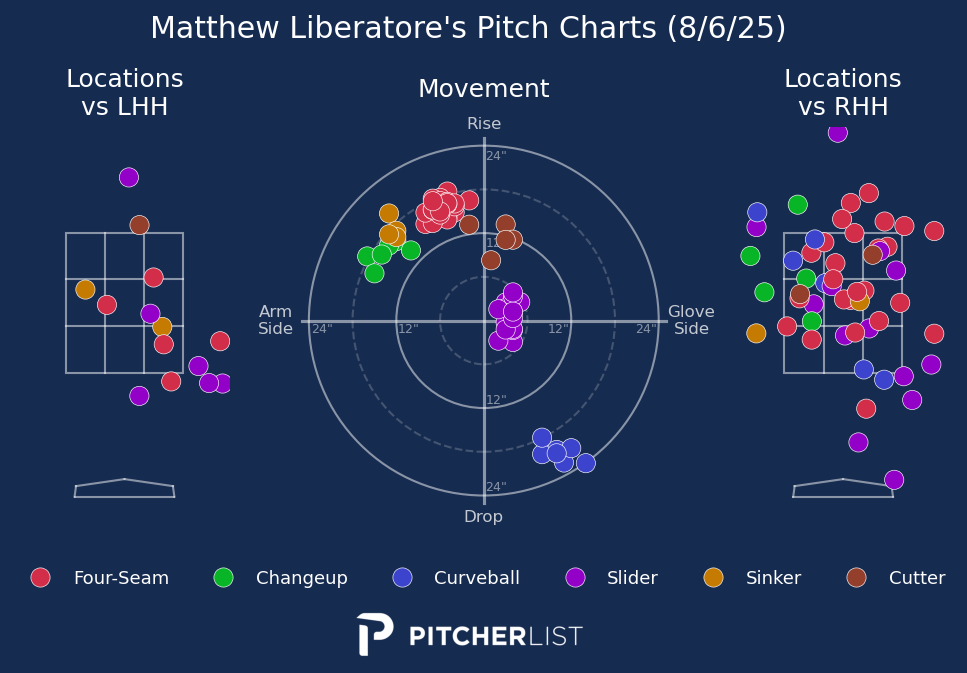 Matthew Liberatore's Pitch Charts (8/6/25)
Locations
vs LHH
Movement
Locations
vs RHH
Rise
24"
12"
Arm
Side
24"
12"
12"
24"
Glove
Side
12"
24"
Drop
Four-Seam
Changeup
Curveball
Slider
Sinker
Cutter
PITCHERLIST